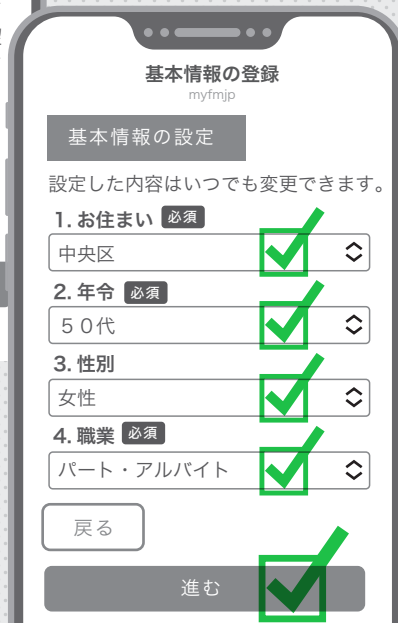 基本情報の登録
myfmjp
基本情報の設定
設定した内容はいつでも変更できます。
1. お住まい 必須
中央区
2. 年令 必須
５０代
3. 性別
女性
4. 職業 必須
パート・アルバイト
戻る
進む